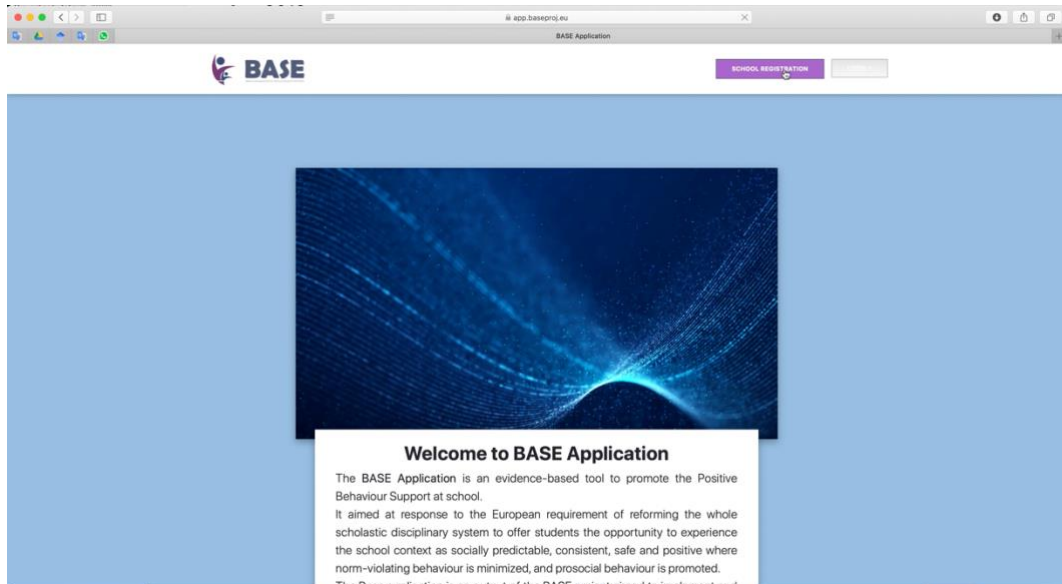 app.baseproj.eu
BASE Application
BASE
SCHOOL REGISTRATION
Welcome to BASE Application
The BASE Application is an evidence-based tool to promote the Positive
Behaviour Support at school.
It aimed at response to the European requirement of reforming the whole
scholastic disciplinary system to offer students the opportunity to experience
the school context as socially predictable, consistent, safe and positive where
norm-violating behaviour is minimized, and prosocial behaviour is promoted.